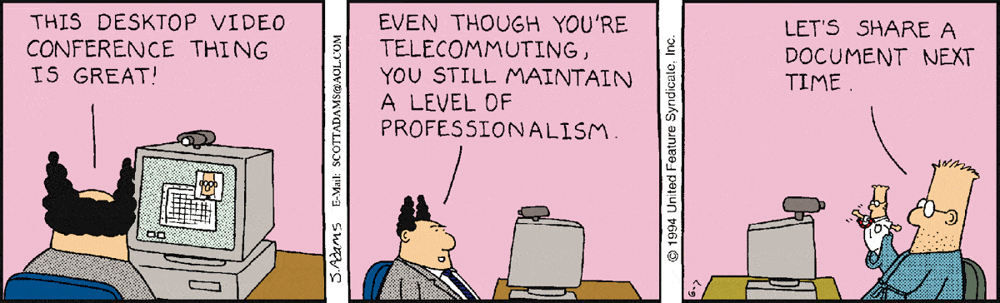 THIS DESKTOP VIDEO
CONFERENCE THING
IS GREAT!
S.Adams E-Mail: SCOTTADAMS@AOL.COM
EVEN THOUGH YOU'RE
TELECOMMUTING,
YOU STILL MAINTAIN
A LEVEL OF
PROFESSIONALISM.
© 1994 United Feature Syndicate, Inc.
LET'S SHARE A
DOCUMENT NEXT
TIME.
6-7